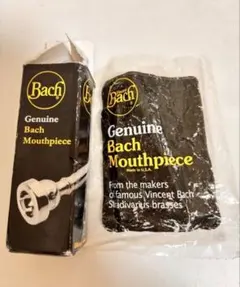 Bach
Genuine
Bach
Mouthpiece
Bach
Genuine
Bach
Mouthpiece
Made in U.S.A.
From the makers
of famous Vincent Bach
Stradivarius brasses